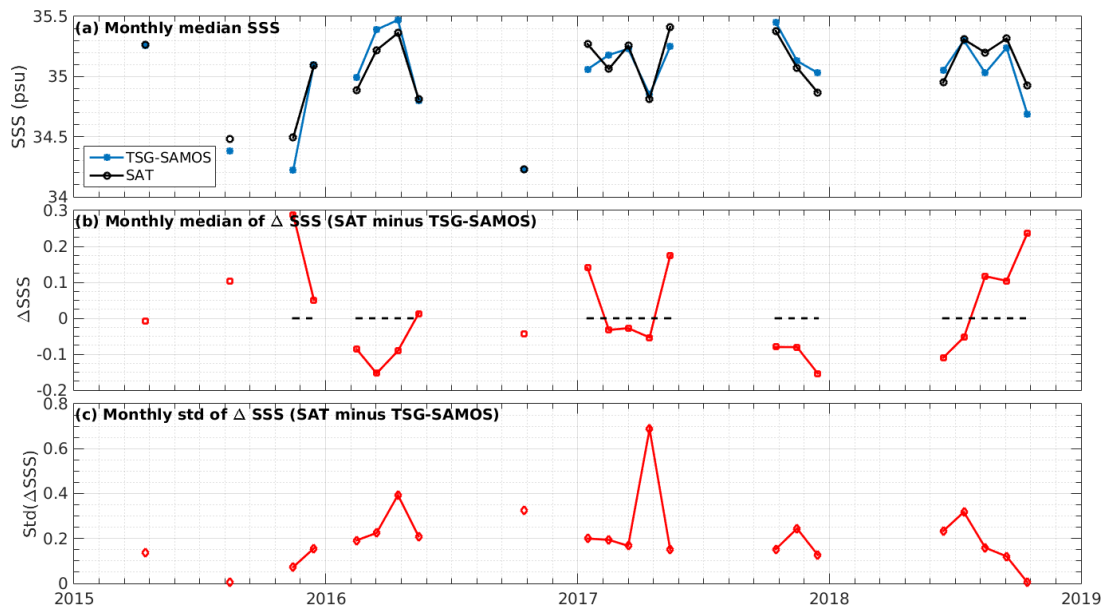 (a) Monthly median SSS
35.5
35
34.5
34
SSS (psu)
TSG-SAMOS
SAT
(b) Monthly median of Δ SSS (SAT minus TSG-SAMOS)
0.3
0.2
0.1
0
-0.1
-0.2
ΔSSS
(c) Monthly std of Δ SSS (SAT minus TSG-SAMOS)
0.8
0.6
0.4
0.2
0
Std(ΔSSS)
2015 2016 2017 2018 2019